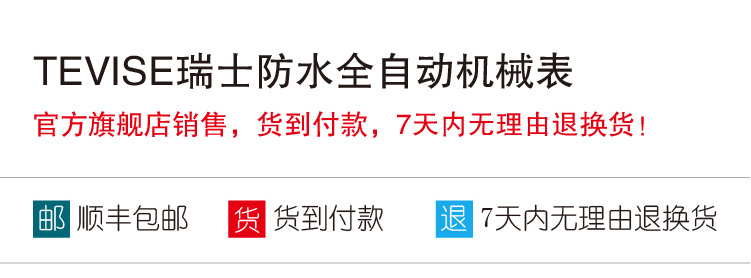 TEVISE瑞士防水全自动机械表
官方旗舰店销售，货到付款，7天内无理由退换货！
邮 顺丰包邮 货 货到付款 退 7天内无理由退换货